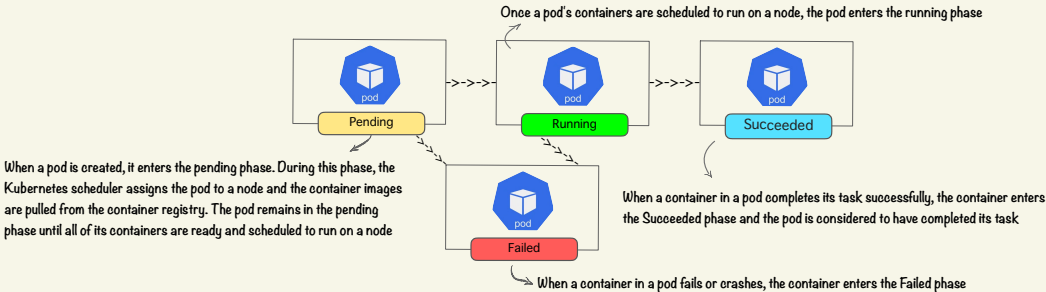 Once a pod's containers are scheduled to run on a node, the pod enters the running phase
pod
Pending
pod
Running
pod
Succeeded
When a pod is created, it enters the pending phase. During this phase, the
Kubernetes scheduler assigns the pod to a node and the container images
are pulled from the container registry. The pod remains in the pending
phase until all of its containers are ready and scheduled to run on a node
pod
Failed
When a container in a pod completes its task successfully, the container enters
the Succeeded phase and the pod is considered to have completed its task
When a container in a pod fails or crashes, the container enters the Failed phase